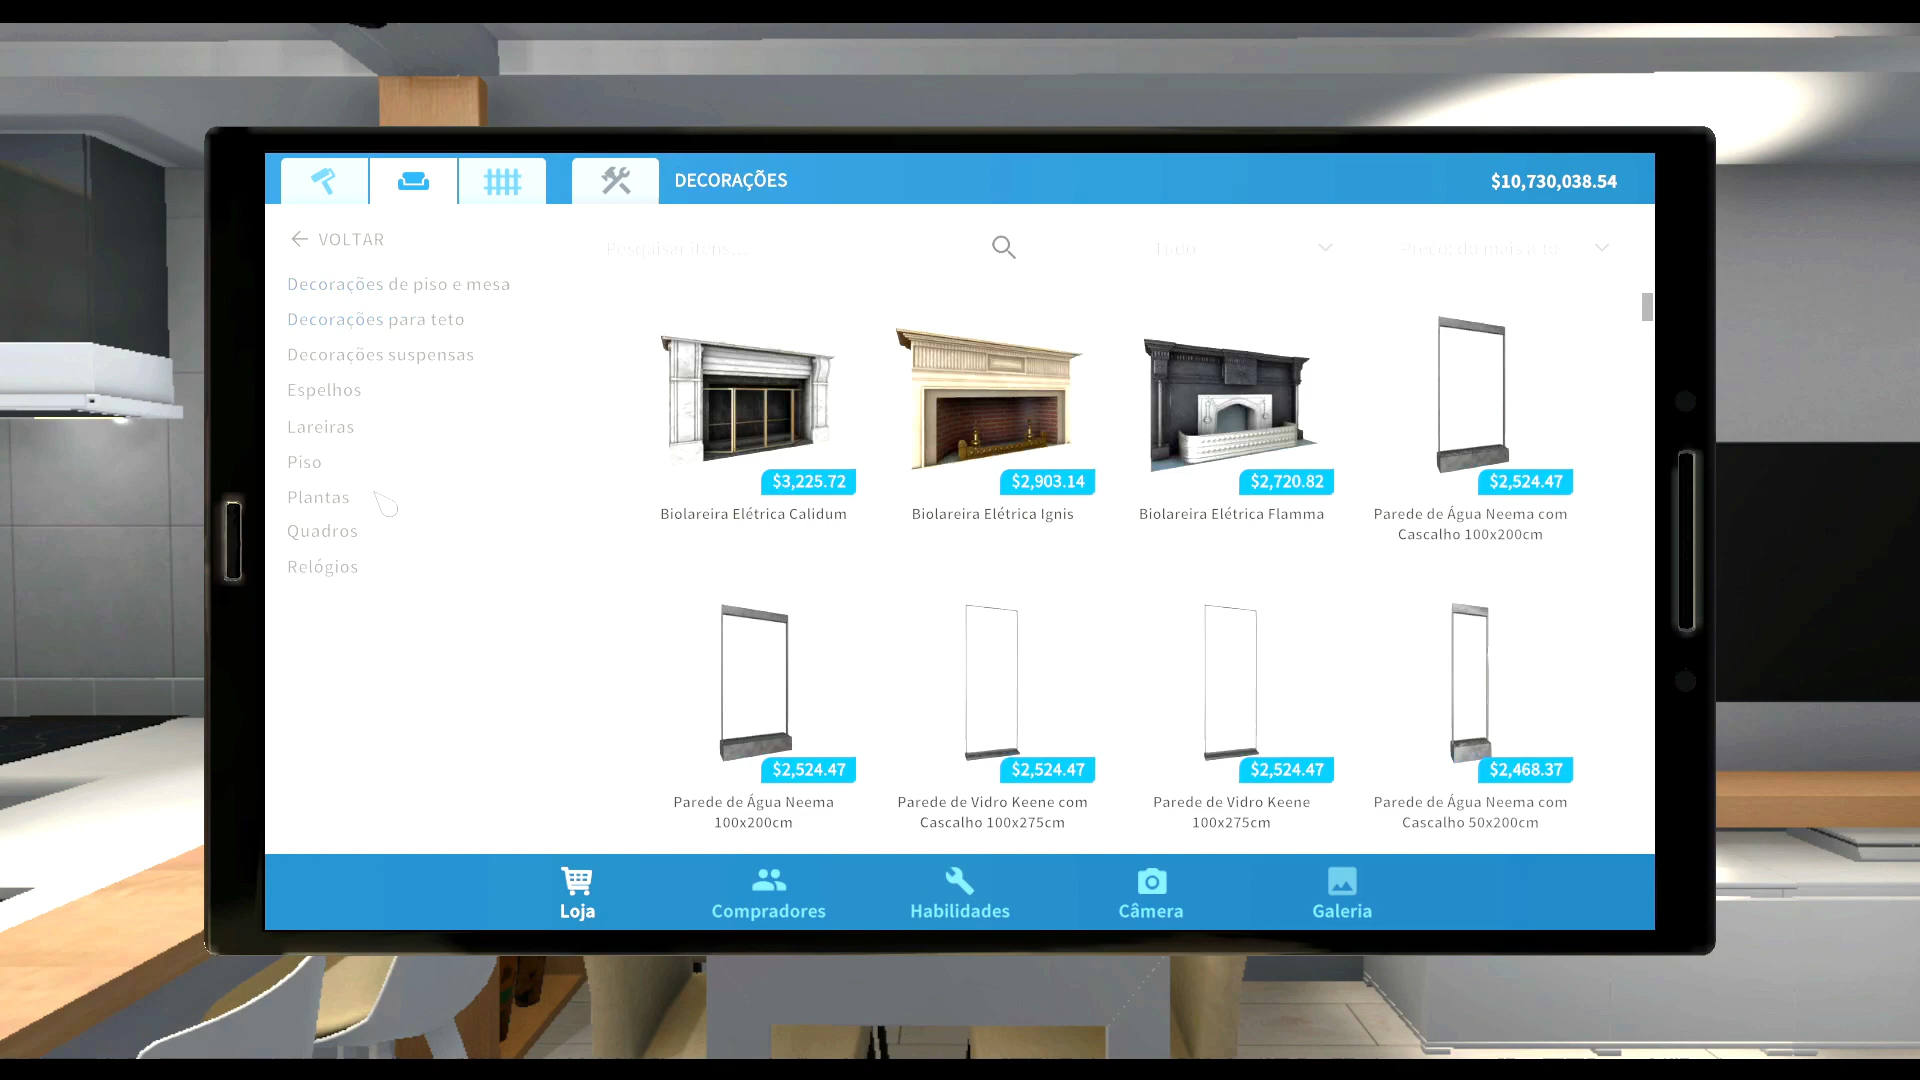 DECORAÇÕES
$10,730,038.54
VOLTAR
Pesquisar itens...
Tudo
Decorações de piso e mesa
Decorações para teto
Decorações suspensas
Espelhos
Lareiras
Piso
Plantas
Quadros
Relógios
$3,225.72
$2,903.14
$2,720.82
$2,524.47
Biolareira Elétrica Calidum
Biolareira Elétrica Ignis
Biolareira Elétrica Flamma
Parede de Água Neema com
Cascalho 100x200cm
$2,524.47
$2,524.47
$2,524.47
$2,468.37
Parede de Água Neema
100x200cm
Parede de Vidro Keene com
Cascalho 100x275cm
Parede de Vidro Keene
100x275cm
Parede de Água Neema com
Cascalho 50x200cm
Loja
Compradores
Habilidades
Câmera
Galeria